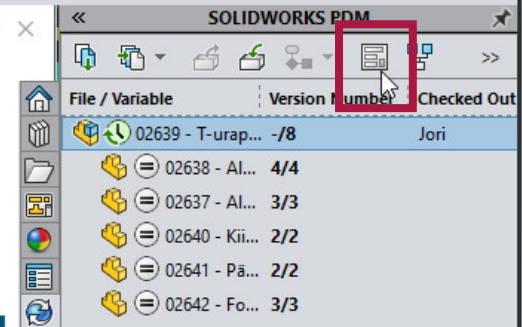 « SOLIDWORKS PDM
»
File / Variable Version Number Checked Out
02639 - T-urap... -/8 Jori
02638 - Al... 4/4
02637 - Al... 3/3
02640 - Kii... 2/2
02641 - Pä... 2/2
02642 - Fo... 3/3